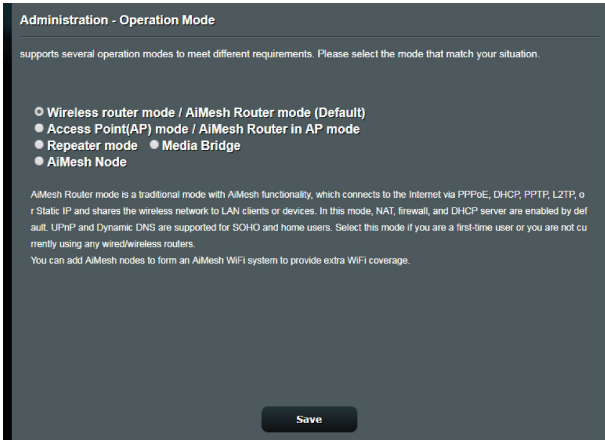 Administration - Operation Mode
supports several operation modes to meet different requirements. Please select the mode that match your situation.
Wireless router mode / AiMesh Router mode (Default)
Access Point(AP) mode / AiMesh Router in AP mode
Repeater mode Media Bridge
AiMesh Node
AiMesh Router mode is a traditional mode with AiMesh functionality, which connects to the Internet via PPPoE, DHCP, PPTP, L2TP, o
r Static IP and shares the wireless network to LAN clients or devices. In this mode, NAT, firewall, and DHCP server are enabled by def
ault. UPnP and Dynamic DNS are supported for SOHO and home users. Select this mode if you are a first-time user or you are not cu
rrently using any wired/wireless routers.
You can add AiMesh nodes to form an AiMesh WiFi system to provide extra WiFi coverage.
Save